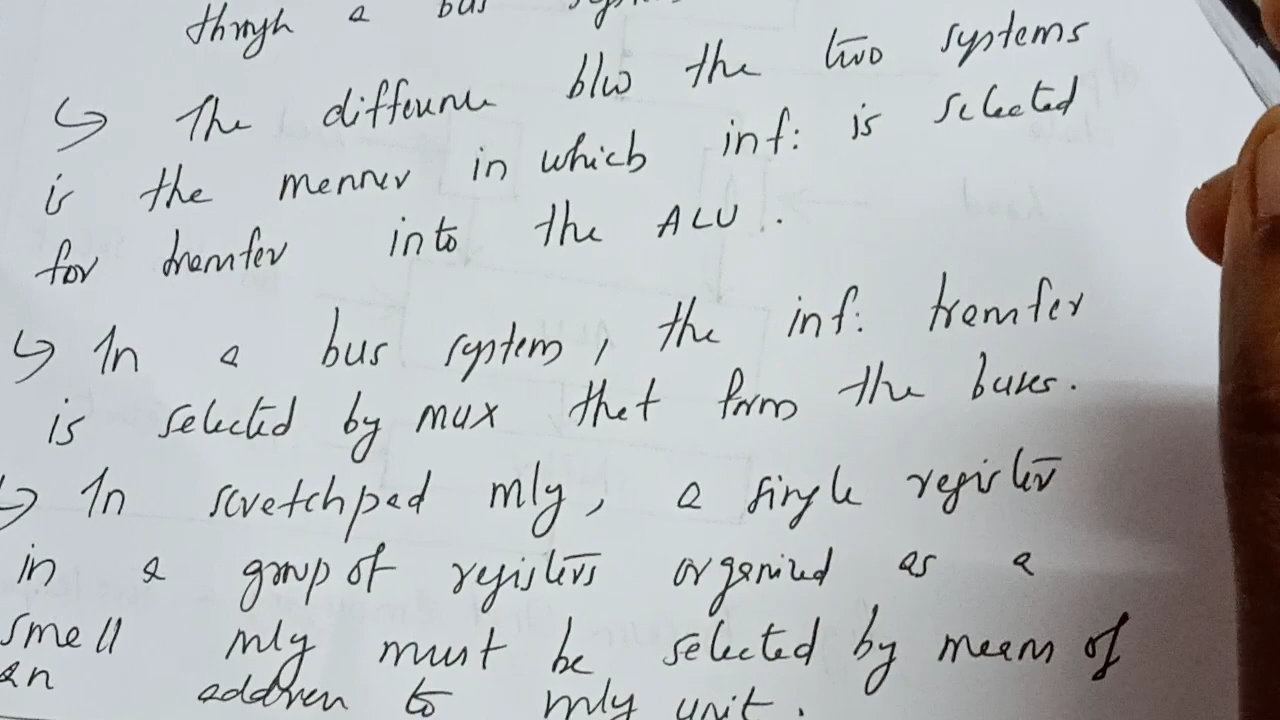 through a bus
↳ The difference b/w the two systems
is the manner in which inf: is selected
for transfer into the ALU.
↳ In a bus system, the inf: transfer
is selected by mux that form the buses.
↳ In scratchpad mly, a single register
in a group of registers organized as a
small mly must be selected by means of
an address to mly unit.